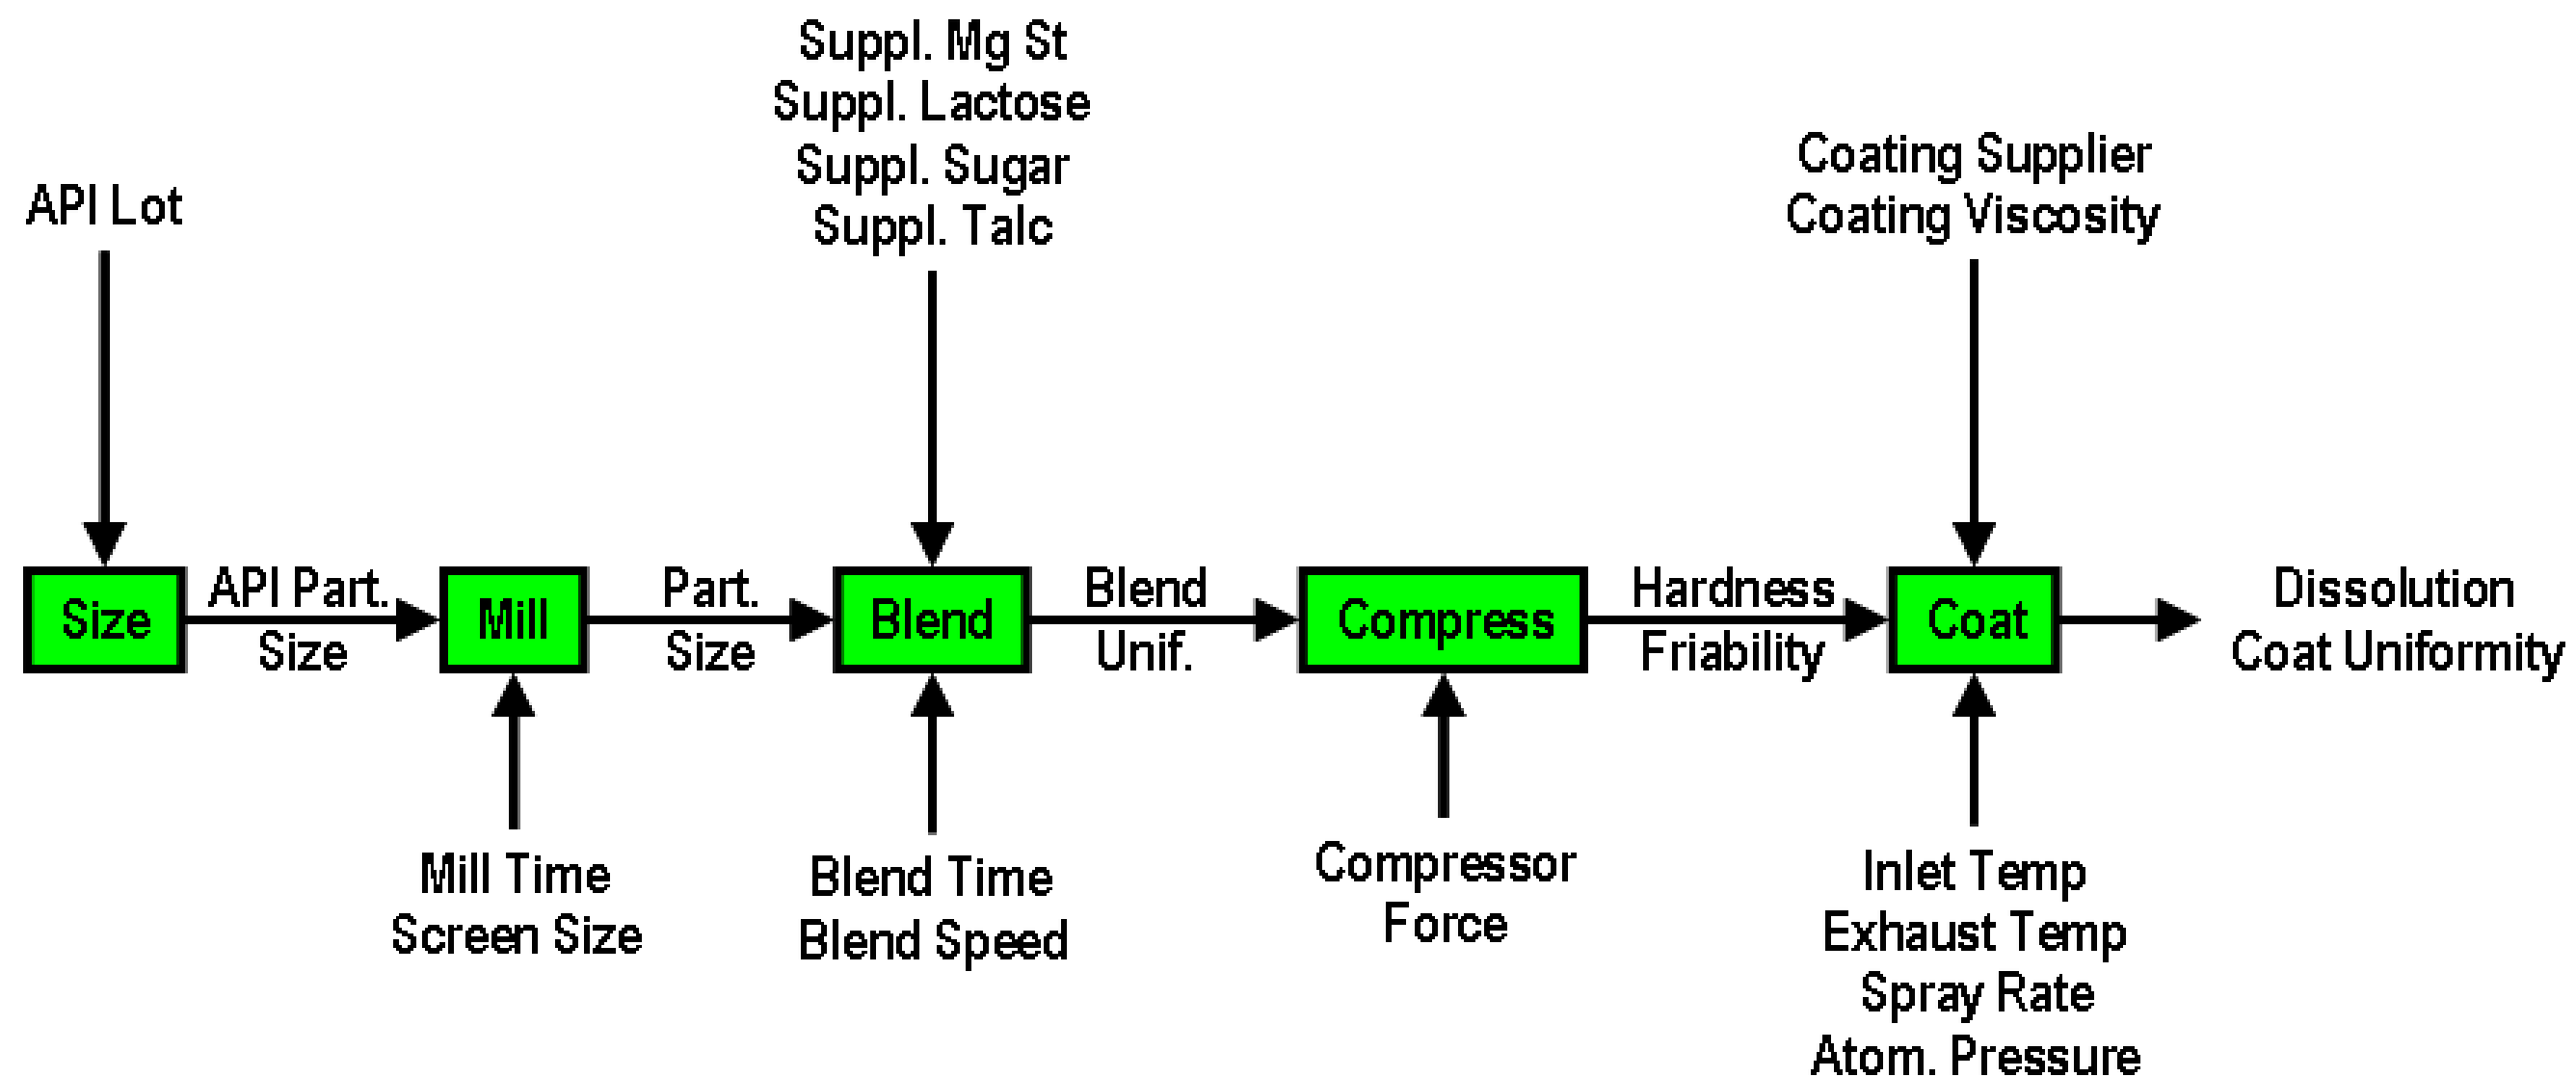 Suppl. Mg St
Suppl. Lactose
Suppl. Sugar
Suppl. Talc
Coating Supplier
Coating Viscosity
API Lot
Size
API Part.
Size
Mill
Part.
Size
Blend
Blend
Unif.
Compress
Hardness
Friability
Coat
Dissolution
Coat Uniformity
Mill Time
Screen Size
Blend Time
Blend Speed
Compressor
Force
Inlet Temp
Exhaust Temp
Spray Rate
Atom. Pressure